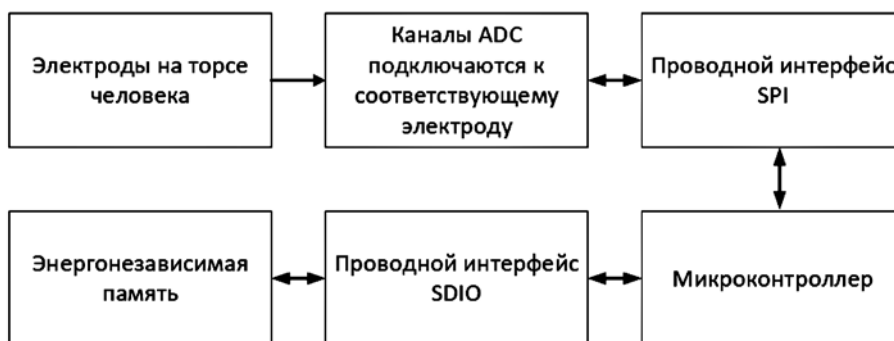 Электроды на торсе
человека
Каналы ADC
подключаются к
соответствующему
электроду
Проводной интерфейс
SPI
Энергонезависимая
память
Проводной интерфейс
SDIO
Микроконтроллер